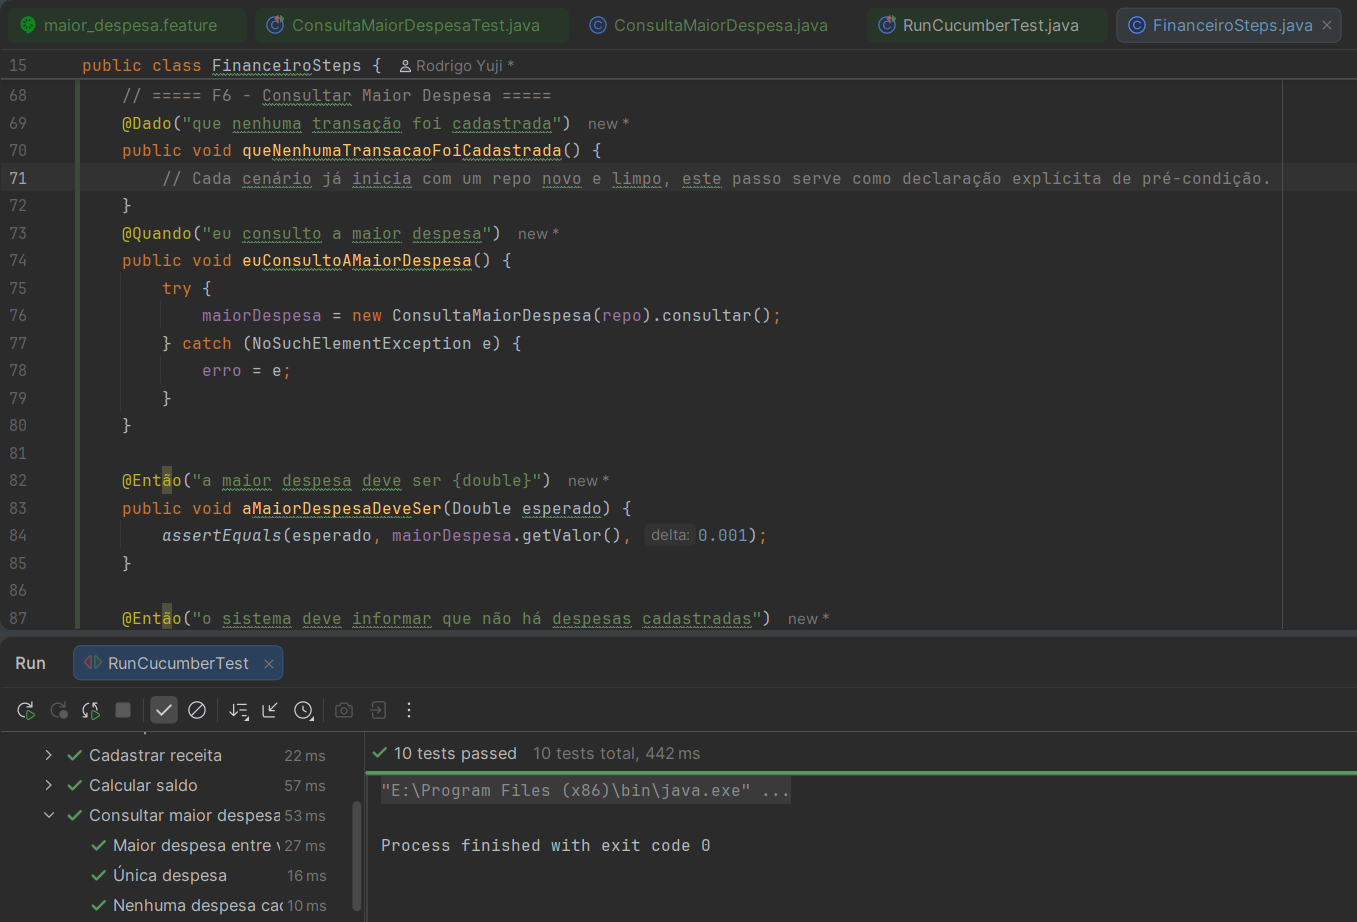 maior_despesa.feature ConsultaMaiorDespesaTest.java ConsultaMaiorDespesa.java RunCucumberTest.java FinanceiroSteps.java
15 public class FinanceiroSteps { Rodrigo Yuji *
68 // ===== F6 - Consultar Maior Despesa =====
69 @Dado("que nenhuma transação foi cadastrada") new *
70 public void queNenhumaTransacaoFoiCadastrada() {
71 // Cada cenário já inicia com um repo novo e limpo, este passo serve como declaração explícita de pré-condição.
72 }
73 @Quando("eu consulto a maior despesa") new *
74 public void euConsultoAMaiorDespesa() {
75 try {
76 maiorDespesa = new ConsultaMaiorDespesa(repo).consultar();
77 } catch (NoSuchElementException e) {
78 erro = e;
79 }
80 }
81
82 @Então("a maior despesa deve ser {double}") new *
83 public void aMaiorDespesaDeveSer(Double esperado) {
84 assertEquals(esperado, maiorDespesa.getValor(), delta: 0.001);
85 }
86
87 @Então("o sistema deve informar que não há despesas cadastradas") new *
Run RunCucumberTest
Cadastrar receita 22 ms
Calcular saldo 57 ms
Consultar maior despesa 53 ms
Maior despesa entre 27 ms
Única despesa 16 ms
Nenhuma despesa 10 ms
10 tests passed 10 tests total, 442 ms
"E:\Program Files (x86)\bin\java.exe" ...
Process finished with exit code 0